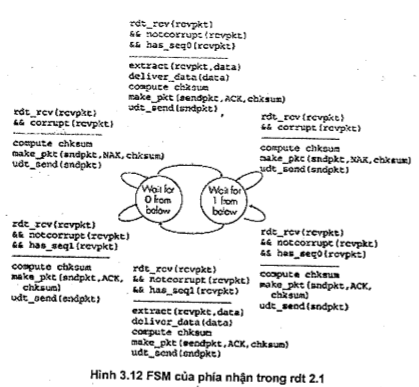 rdt_rcv(rcvpkt)
&& notcorrupt(rcvpkt)
&& has_seq0(rcvpkt)
extract(rcvpkt,data)
deliver_data(data)
compute chksum
make_pkt(sendpkt,ACK,chksum)
udt_send(sndpkt)
rdt_rcv(rcvpkt)
&& corrupt(rcvpkt)
compute chksum
make_pkt(sndpkt,NAK,chksum)
udt_send(sndpkt)
rdt_rcv(rcvpkt)
&& corrupt(rcvpkt)
compute chksum
make_pkt(sndpkt,NAK,chksum)
udt_send(sndpkt)
Wait for
0 from
below
Wait for
1 from
below
rdt_rcv(rcvpkt)
&& notcorrupt(rcvpkt)
&& has_seq1(rcvpkt)
compute chksum
make_pkt(sndpkt,ACK,
chksum)
udt_send(sndpkt)
rdt_rcv(rcvpkt)
&& notcorrupt(rcvpkt)
&& has_seq1(rcvpkt)
extract(rcvpkt,data)
deliver_data(data)
compute chksum
make_pkt(sendpkt,ACK,chksum)
udt_send(sndpkt)
rdt_rcv(rcvpkt)
&& notcorrupt(rcvpkt)
&& has_seq0(rcvpkt)
compute chksum
make_pkt(sndpkt,ACK,
chksum)
udt_send(sndpkt)
Hình 3.12 FSM của phía nhận trong rdt 2.1